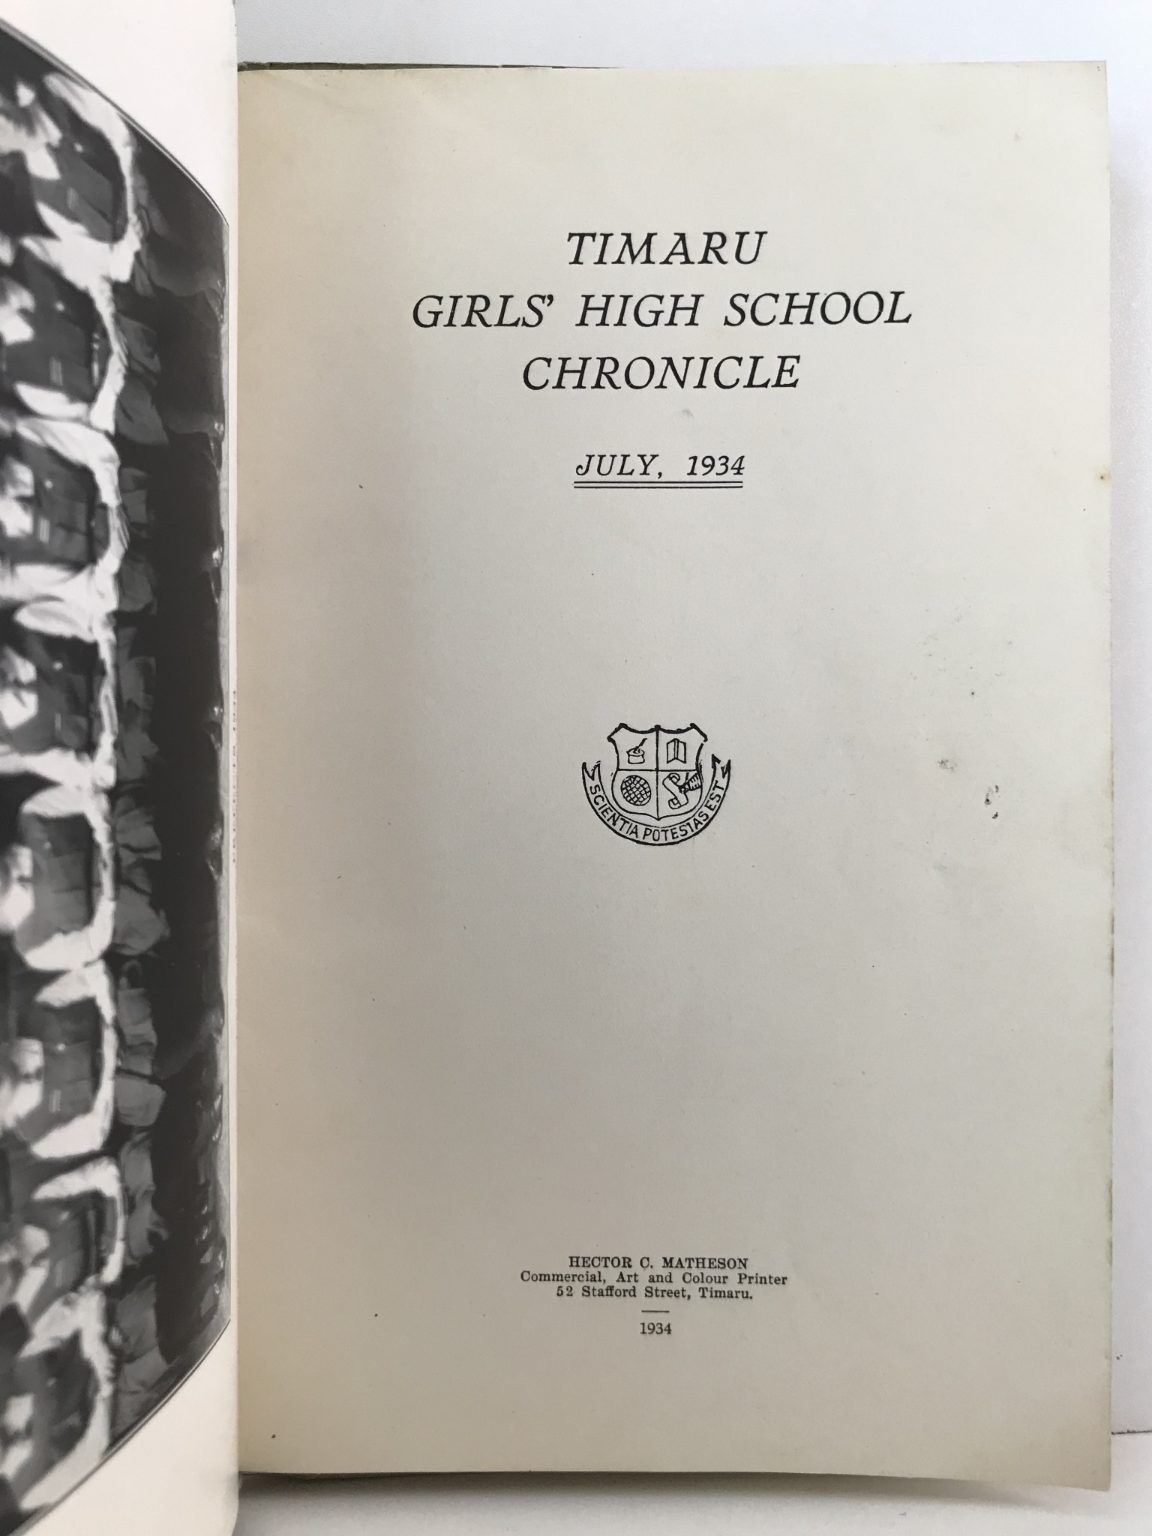 TIMARU
GIRLS' HIGH SCHOOL
CHRONICLE
JULY, 1934
SCIENTIA POTESTAS EST
HECTOR C. MATHESON
Commercial, Art and Colour Printer
52 Stafford Street, Timaru.
1934